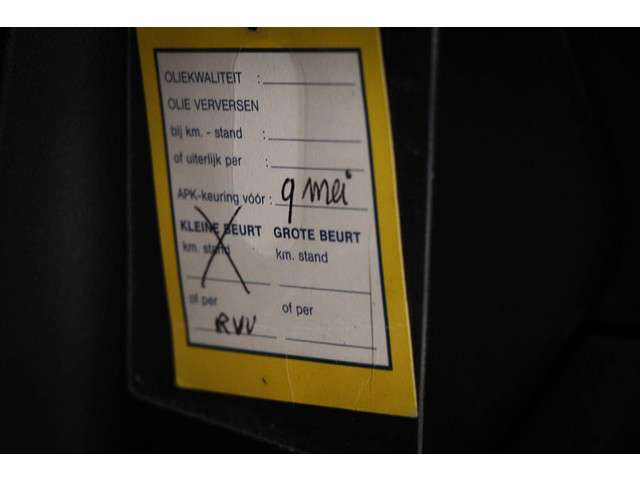 OLIEKWALITEIT :
OLIE VERVERSEN
bij km. - stand :
of uiterlijk per :
APK-keuring vóór : 9 mei
KLEINE BEURT GROTE BEURT
km. stand km. stand
of per of per
RVV